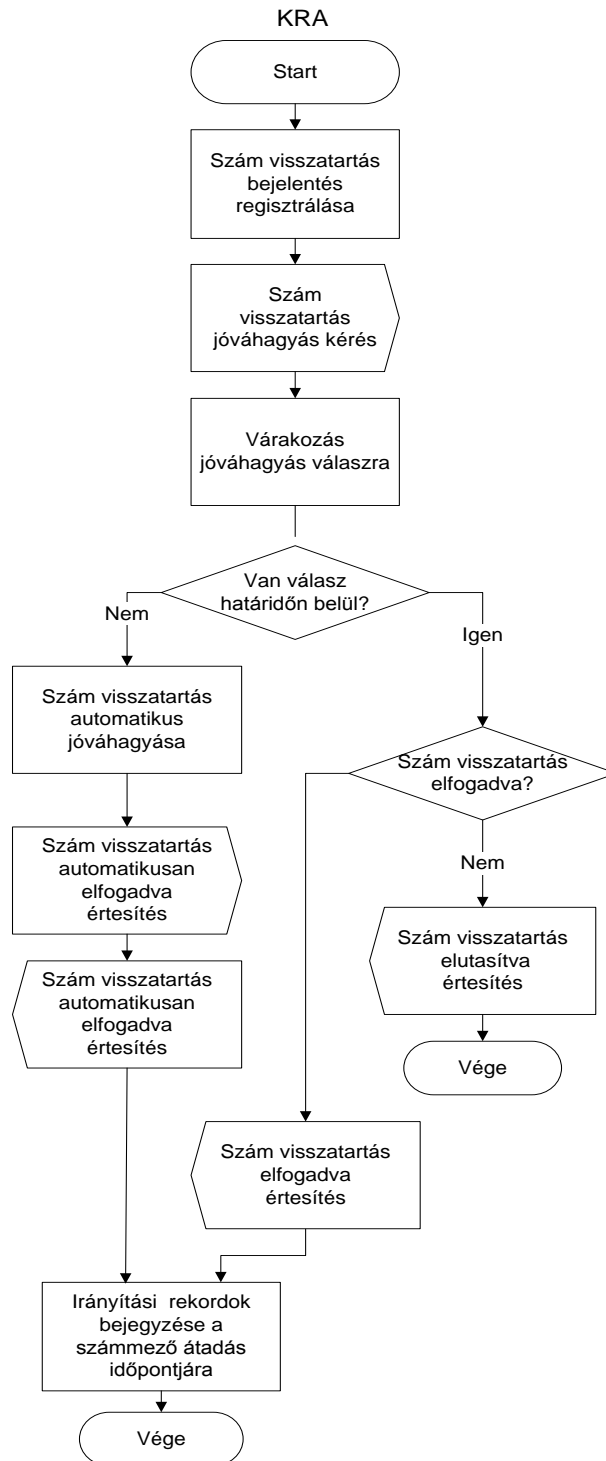 KRA
Start
Szám visszatartás
bejelentés
regisztrálása
Szám
visszatartás
jóváhagyás kérés
Várakozás
jóváhagyás válaszra
Van válasz
határidőn belül?
Nem
Igen
Szám visszatartás
automatikus
jóváhagyása
Szám visszatartás
elfogadva?
Szám visszatartás
automatikusan
elfogadva
értesítés
Nem
Szám visszatartás
elutasítva
értesítés
Szám visszatartás
automatikusan
elfogadva
értesítés
Vége
Szám visszatartás
elfogadva
értesítés
Irányítási rekordok
bejegyzése a
számmező átadás
időpontjára
Vége